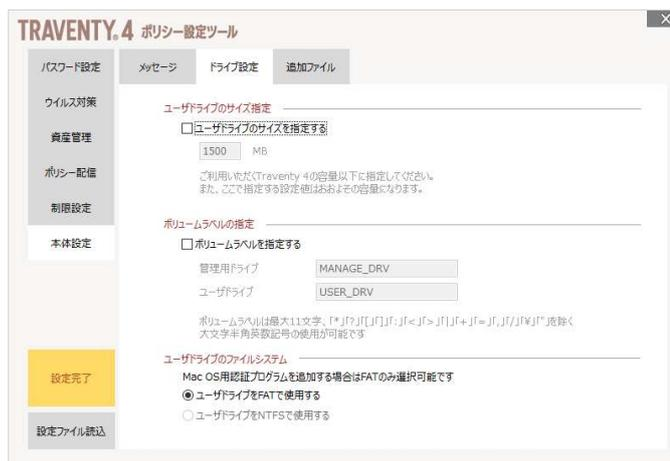 TRAVENTY® 4 ポリシー設定ツール
パスワード設定
ウイルス対策
資産管理
ポリシー配信
制限設定
本体設定
設定完了
設定ファイル読込
メッセージ ドライブ設定 追加ファイル
ユーザドライブのサイズ指定
ユーザドライブのサイズを指定する
1500 MB
ご利用いただくTraventy 4の容量以下に指定してください。
また、ここで指定する設定値はおおよその容量になります。
ボリュームラベルの指定
ボリュームラベルを指定する
管理用ドライブ MANAGE_DRV
ユーザドライブ USER_DRV
ボリュームラベルは最大11文字、「*」「?」「[」「]」「:」「<」「>」「|」「+」「=」「,」「/」「¥」「"」を除く
大文字半角英数記号の使用が可能です
ユーザドライブのファイルシステム
Mac OS用認証プログラムを追加する場合はFATのみ選択可能です
ユーザドライブをFATで使用する
ユーザドライブをNTFSで使用する